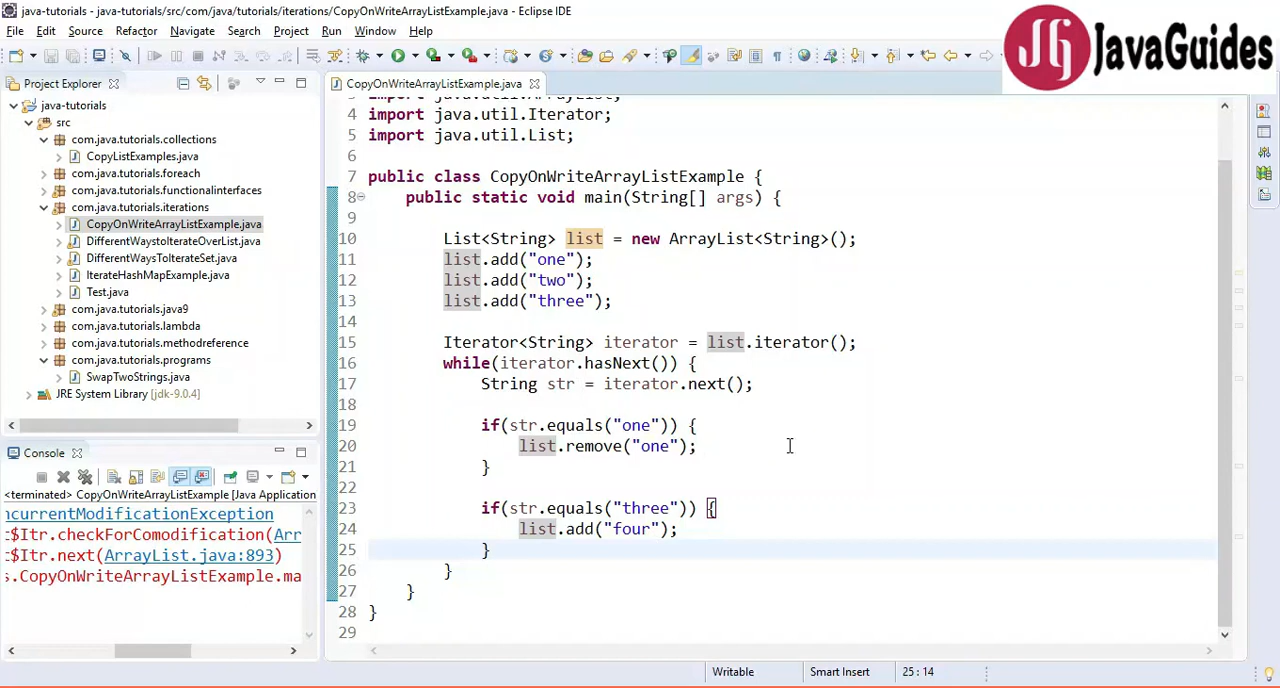 java-tutorials - java-tutorials/src/com/java/tutorials/iterations/CopyOnWriteArrayListExample.java - Eclipse IDE
File Edit Source Refactor Navigate Search Project Run Window Help
JavaGuides
Project Explorer
java-tutorials
src
com.java.tutorials.collections
CopyListExamples.java
com.java.tutorials.foreach
com.java.tutorials.functionalinterfaces
com.java.tutorials.iterations
CopyOnWriteArrayListExample.java
DifferentWaystoIterateOverList.java
DifferentWaysToIterateSet.java
IterateHashMapExample.java
Test.java
com.java.tutorials.java9
com.java.tutorials.lambda
com.java.tutorials.methodreference
com.java.tutorials.programs
SwapTwoStrings.java
JRE System Library [jdk-9.0.4]
Console
<terminated> CopyOnWriteArrayListExample [Java Application
ncurrentModificationException
t$Itr.checkForComodification(Arr
t$Itr.next(ArrayList.java:893)
s.CopyOnWriteArrayListExample.ma
CopyOnWriteArrayListExample.java
3 import java.util.ArrayList;
4 import java.util.Iterator;
5 import java.util.List;
6
7 public class CopyOnWriteArrayListExample {
8 public static void main(String[] args) {
9
10 List<String> list = new ArrayList<String>();
11 list.add("one");
12 list.add("two");
13 list.add("three");
14
15 Iterator<String> iterator = list.iterator();
16 while(iterator.hasNext()) {
17 String str = iterator.next();
18
19 if(str.equals("one")) {
20 list.remove("one");
21 }
22
23 if(str.equals("three")) {
24 list.add("four");
25 }
26 }
27 }
28 }
29
Writable Smart Insert 25 : 14